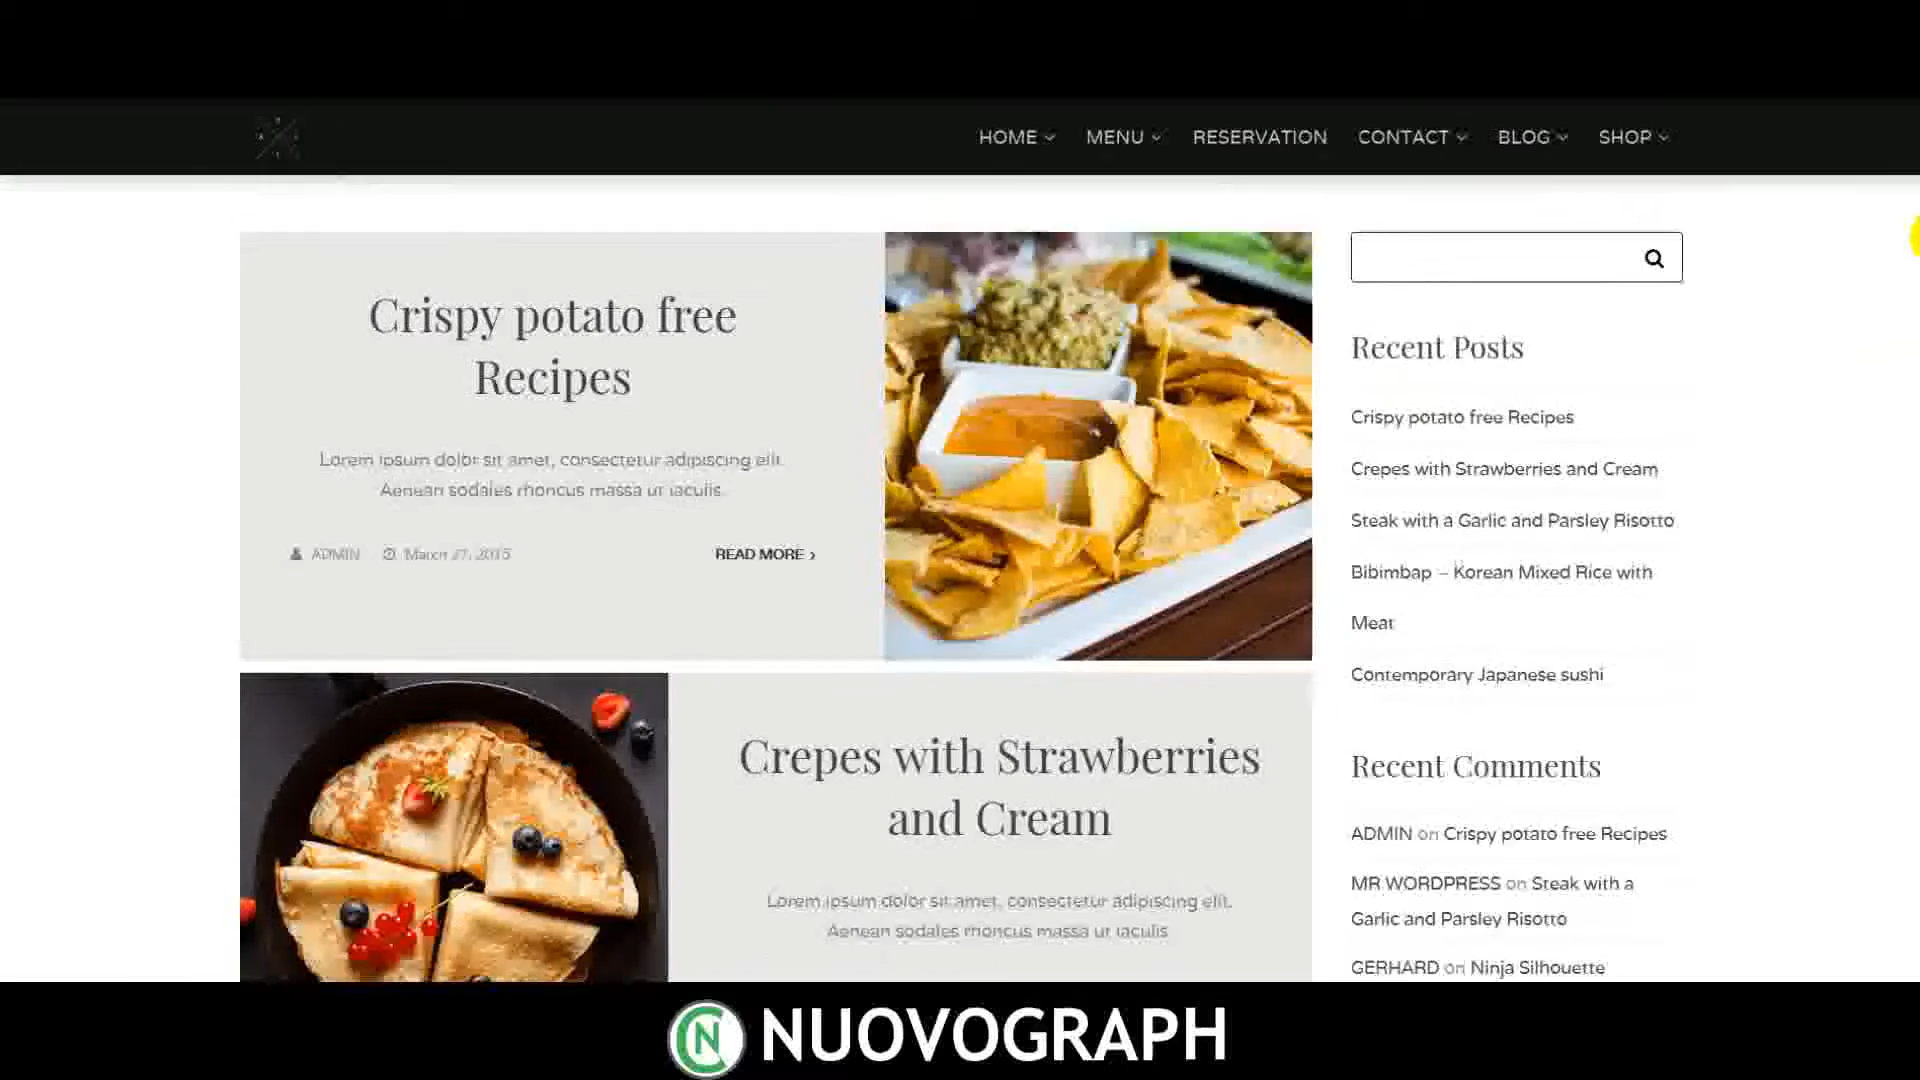 HOME MENU RESERVATION CONTACT BLOG SHOP
Crispy potato free
Recipes
Lorem ipsum dolor sit amet, consectetur adipiscing elit.
Aenean sodales rhoncus massa ut iaculis.
ADMIN March 27, 2015 READ MORE ›
Crepes with Strawberries
and Cream
Lorem ipsum dolor sit amet, consectetur adipiscing elit.
Aenean sodales rhoncus massa ut iaculis.
Recent Posts
Crispy potato free Recipes
Crepes with Strawberries and Cream
Steak with a Garlic and Parsley Risotto
Bibimbap – Korean Mixed Rice with
Meat
Contemporary Japanese sushi
Recent Comments
ADMIN on Crispy potato free Recipes
MR WORDPRESS on Steak with a
Garlic and Parsley Risotto
GERHARD on Ninja Silhouette
NUOVOGRAPH